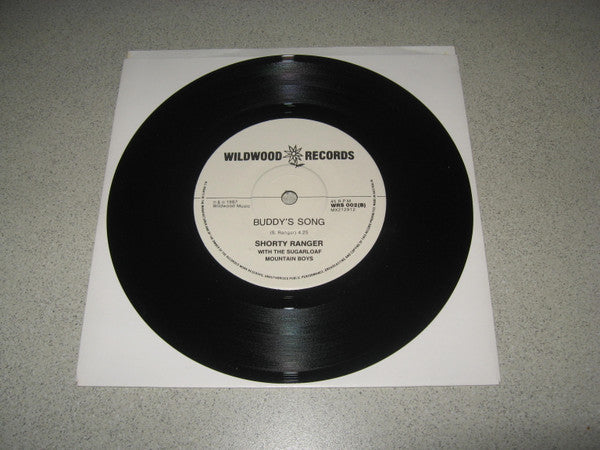 WILDWOOD RECORDS
Wildwood Music
45 R.P.M.
WRS 002(B)
MX212912
BUDDY'S SONG
(S. Ranger) 4.25
SHORTY RANGER
WITH THE SUGARLOAF
MOUNTAIN BOYS